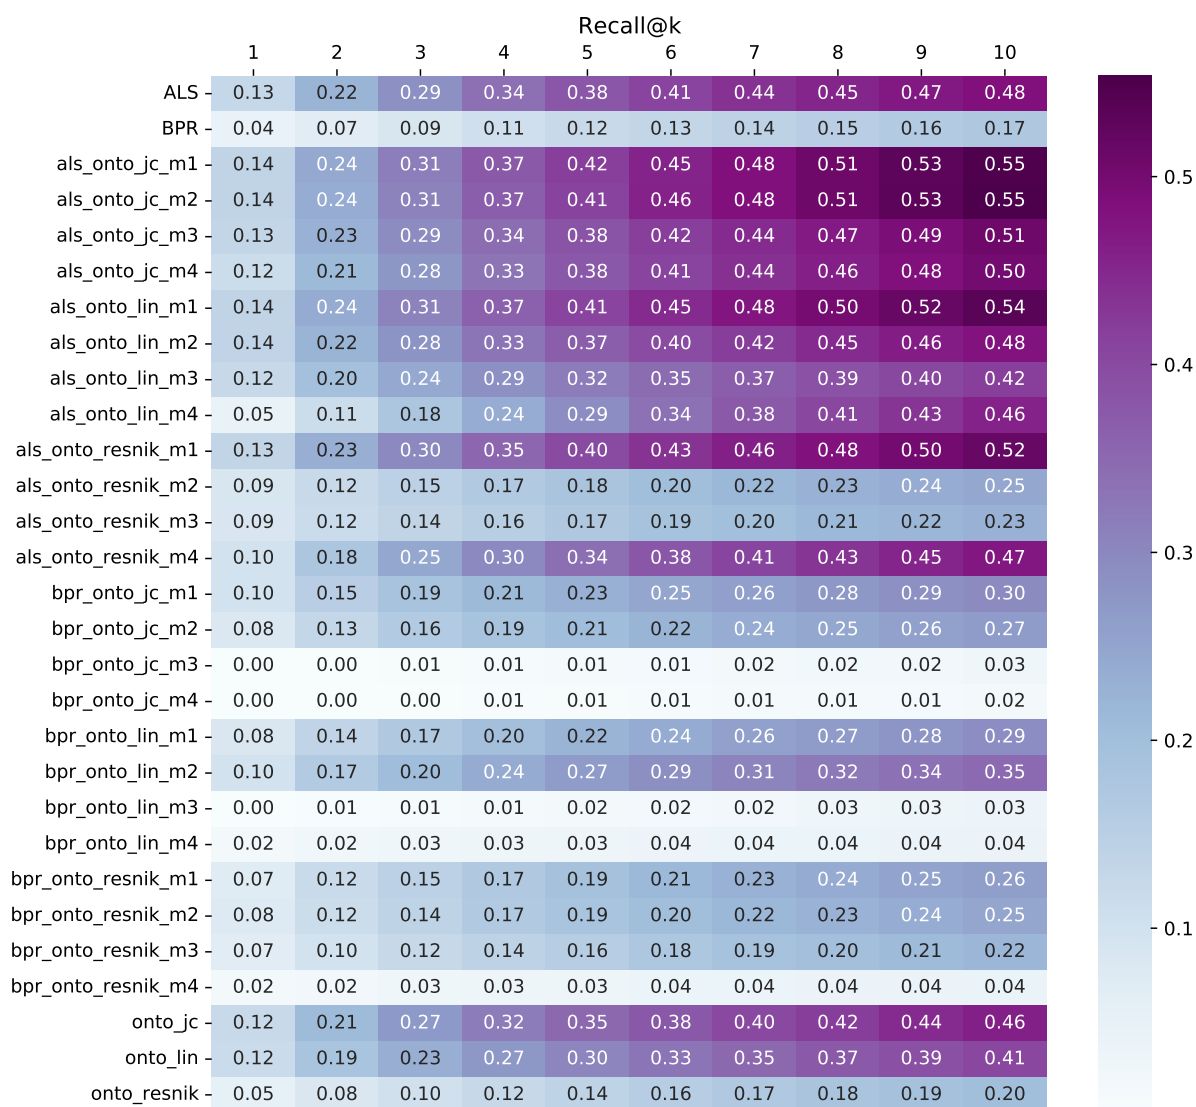 Recall@k
1 2 3 4 5 6 7 8 9 10
ALS 0.13 0.22 0.29 0.34 0.38 0.41 0.44 0.45 0.47 0.48
BPR 0.04 0.07 0.09 0.11 0.12 0.13 0.14 0.15 0.16 0.17
als_onto_jc_m1 0.14 0.24 0.31 0.37 0.42 0.45 0.48 0.51 0.53 0.55
als_onto_jc_m2 0.14 0.24 0.31 0.37 0.41 0.46 0.48 0.51 0.53 0.55
als_onto_jc_m3 0.13 0.23 0.29 0.34 0.38 0.42 0.44 0.47 0.49 0.51
als_onto_jc_m4 0.12 0.21 0.28 0.33 0.38 0.41 0.44 0.46 0.48 0.50
als_onto_lin_m1 0.14 0.24 0.31 0.37 0.41 0.45 0.48 0.50 0.52 0.54
als_onto_lin_m2 0.14 0.22 0.28 0.33 0.37 0.40 0.42 0.45 0.46 0.48
als_onto_lin_m3 0.12 0.20 0.24 0.29 0.32 0.35 0.37 0.39 0.40 0.42
als_onto_lin_m4 0.05 0.11 0.18 0.24 0.29 0.34 0.38 0.41 0.43 0.46
als_onto_resnik_m1 0.13 0.23 0.30 0.35 0.40 0.43 0.46 0.48 0.50 0.52
als_onto_resnik_m2 0.09 0.12 0.15 0.17 0.18 0.20 0.22 0.23 0.24 0.25
als_onto_resnik_m3 0.09 0.12 0.14 0.16 0.17 0.19 0.20 0.21 0.22 0.23
als_onto_resnik_m4 0.10 0.18 0.25 0.30 0.34 0.38 0.41 0.43 0.45 0.47
bpr_onto_jc_m1 0.10 0.15 0.19 0.21 0.23 0.25 0.26 0.28 0.29 0.30
bpr_onto_jc_m2 0.08 0.13 0.16 0.19 0.21 0.22 0.24 0.25 0.26 0.27
bpr_onto_jc_m3 0.00 0.00 0.01 0.01 0.01 0.01 0.02 0.02 0.02 0.03
bpr_onto_jc_m4 0.00 0.00 0.00 0.01 0.01 0.01 0.01 0.01 0.01 0.02
bpr_onto_lin_m1 0.08 0.14 0.17 0.20 0.22 0.24 0.26 0.27 0.28 0.29
bpr_onto_lin_m2 0.10 0.17 0.20 0.24 0.27 0.29 0.31 0.32 0.34 0.35
bpr_onto_lin_m3 0.00 0.01 0.01 0.01 0.02 0.02 0.02 0.03 0.03 0.03
bpr_onto_lin_m4 0.02 0.02 0.03 0.03 0.03 0.04 0.04 0.04 0.04 0.04
bpr_onto_resnik_m1 0.07 0.12 0.15 0.17 0.19 0.21 0.23 0.24 0.25 0.26
bpr_onto_resnik_m2 0.08 0.12 0.14 0.17 0.19 0.20 0.22 0.23 0.24 0.25
bpr_onto_resnik_m3 0.07 0.10 0.12 0.14 0.16 0.18 0.19 0.20 0.21 0.22
bpr_onto_resnik_m4 0.02 0.02 0.03 0.03 0.03 0.04 0.04 0.04 0.04 0.04
onto_jc 0.12 0.21 0.27 0.32 0.35 0.38 0.40 0.42 0.44 0.46
onto_lin 0.12 0.19 0.23 0.27 0.30 0.33 0.35 0.37 0.39 0.41
onto_resnik 0.05 0.08 0.10 0.12 0.14 0.16 0.17 0.18 0.19 0.20
0.5
0.4
0.3
0.2
0.1